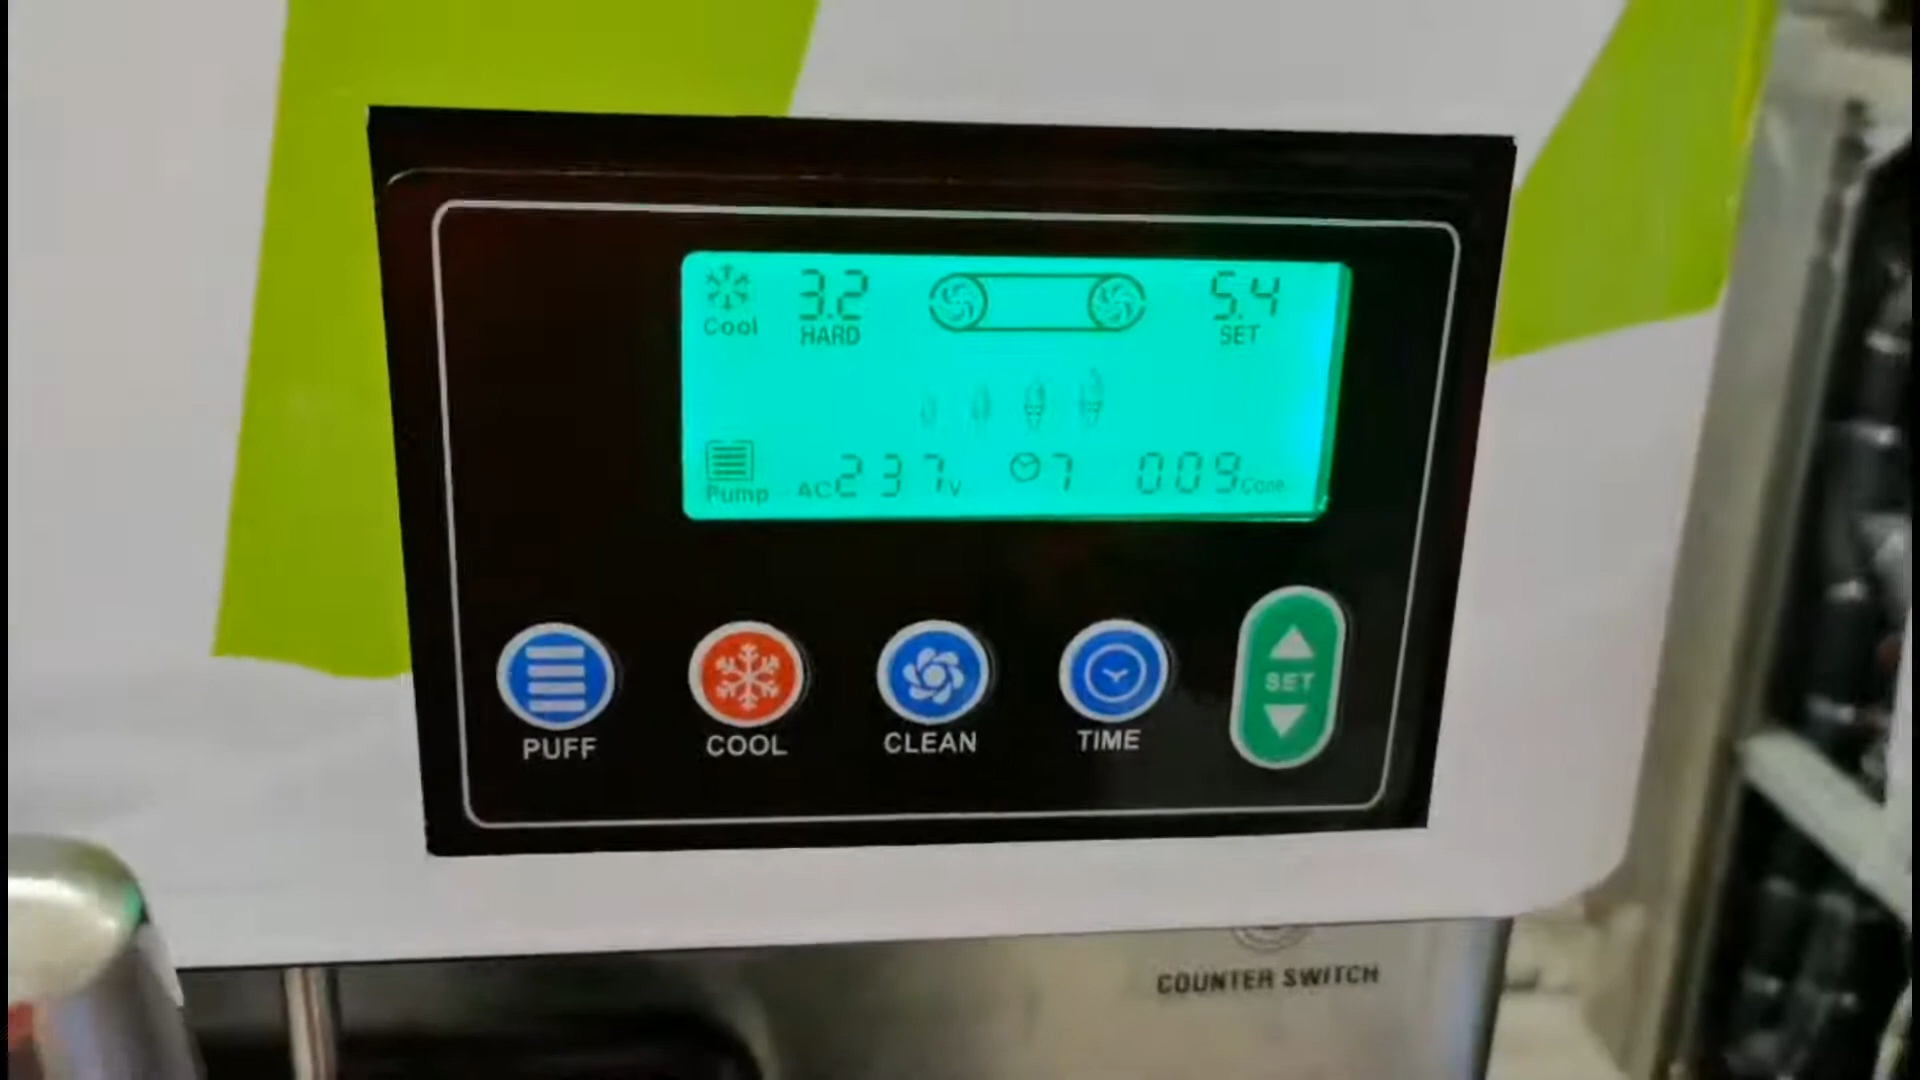 3.2 5.4
Cool HARD SET
Pump AC 237V 7 009 Cone
PUFF COOL CLEAN TIME SET
COUNTER SWITCH